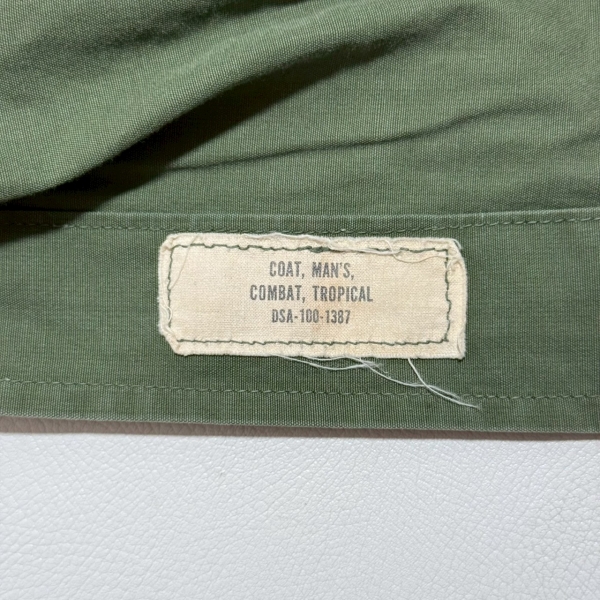 COAT, MAN'S,
COMBAT, TROPICAL
DSA-100-1387